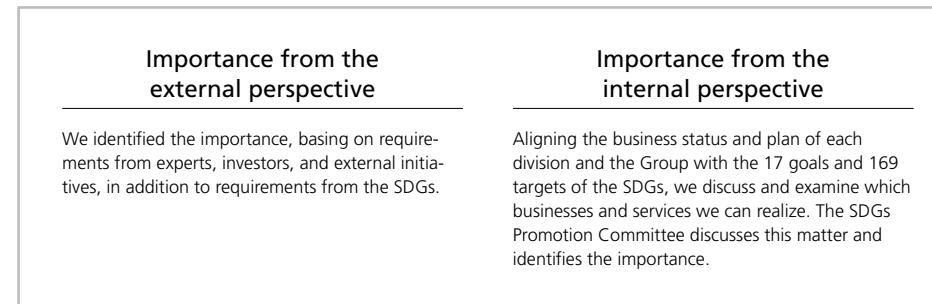 Importance from the
external perspective
We identified the importance, basing on require-
ments from experts, investors, and external initia-
tives, in addition to requirements from the SDGs.
Importance from the
internal perspective
Aligning the business status and plan of each
division and the Group with the 17 goals and 169
targets of the SDGs, we discuss and examine which
businesses and services we can realize. The SDGs
Promotion Committee discusses this matter and
identifies the importance.